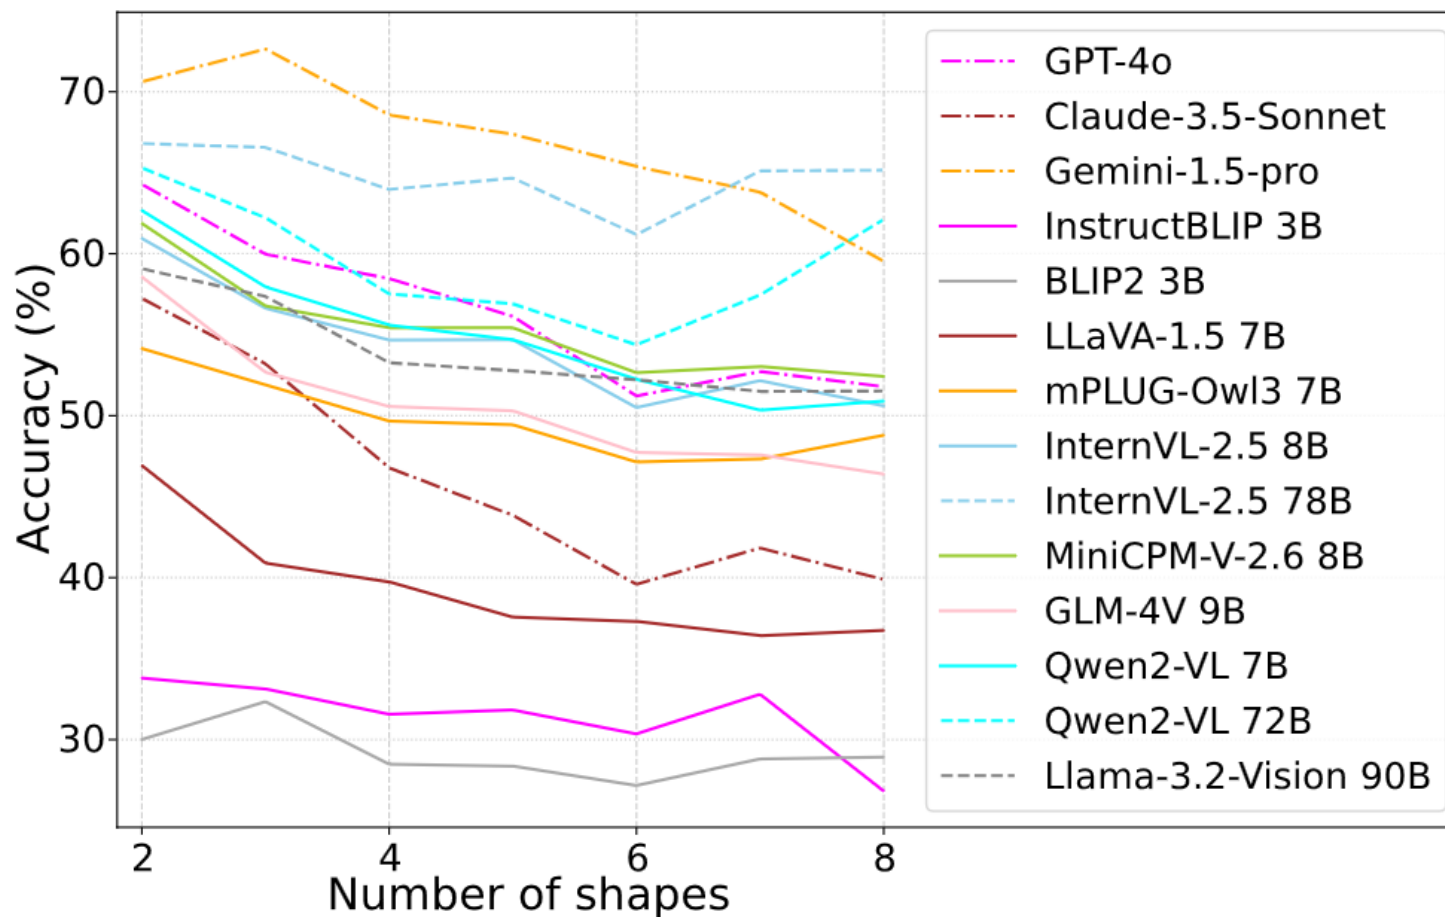 Accuracy (%)
70
60
50
40
30
2 4 6 8
Number of shapes
GPT-4o
Claude-3.5-Sonnet
Gemini-1.5-pro
InstructBLIP 3B
BLIP2 3B
LLaVA-1.5 7B
mPLUG-Owl3 7B
InternVL-2.5 8B
InternVL-2.5 78B
MiniCPM-V-2.6 8B
GLM-4V 9B
Qwen2-VL 7B
Qwen2-VL 72B
Llama-3.2-Vision 90B